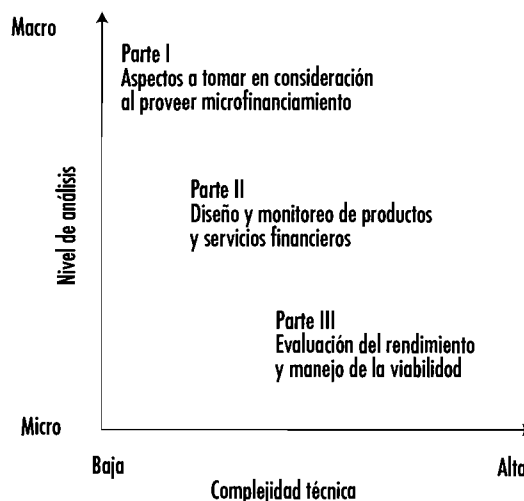 Macro
Parte I
Aspectos a tomar en consideración
al proveer microfinanciamiento
Nivel de análisis
Parte II
Diseño y monitoreo de productos
y servicios financieros
Parte III
Evaluación del rendimiento
y manejo de la viabilidod
Micro
Baja
Alta
Complejidad técnica